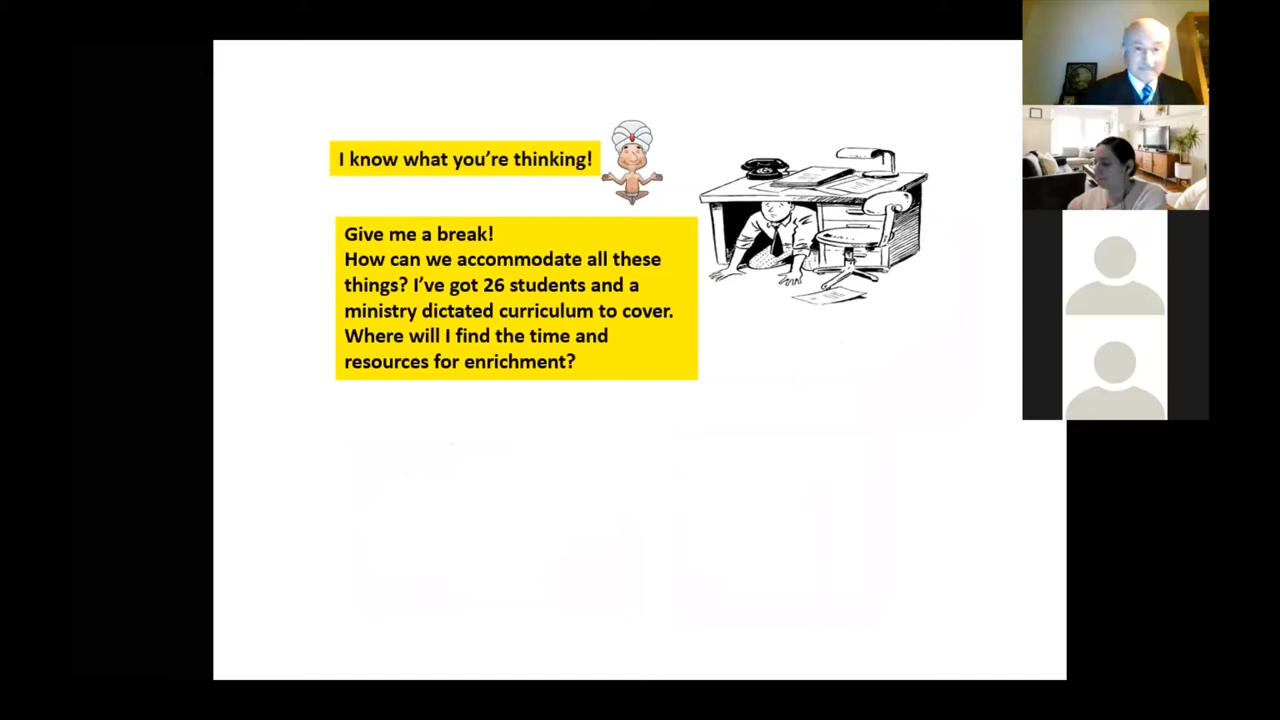 I know what you're thinking!
Give me a break!
How can we accommodate all these
things? I've got 26 students and a
ministry dictated curriculum to cover.
Where will I find the time and
resources for enrichment?